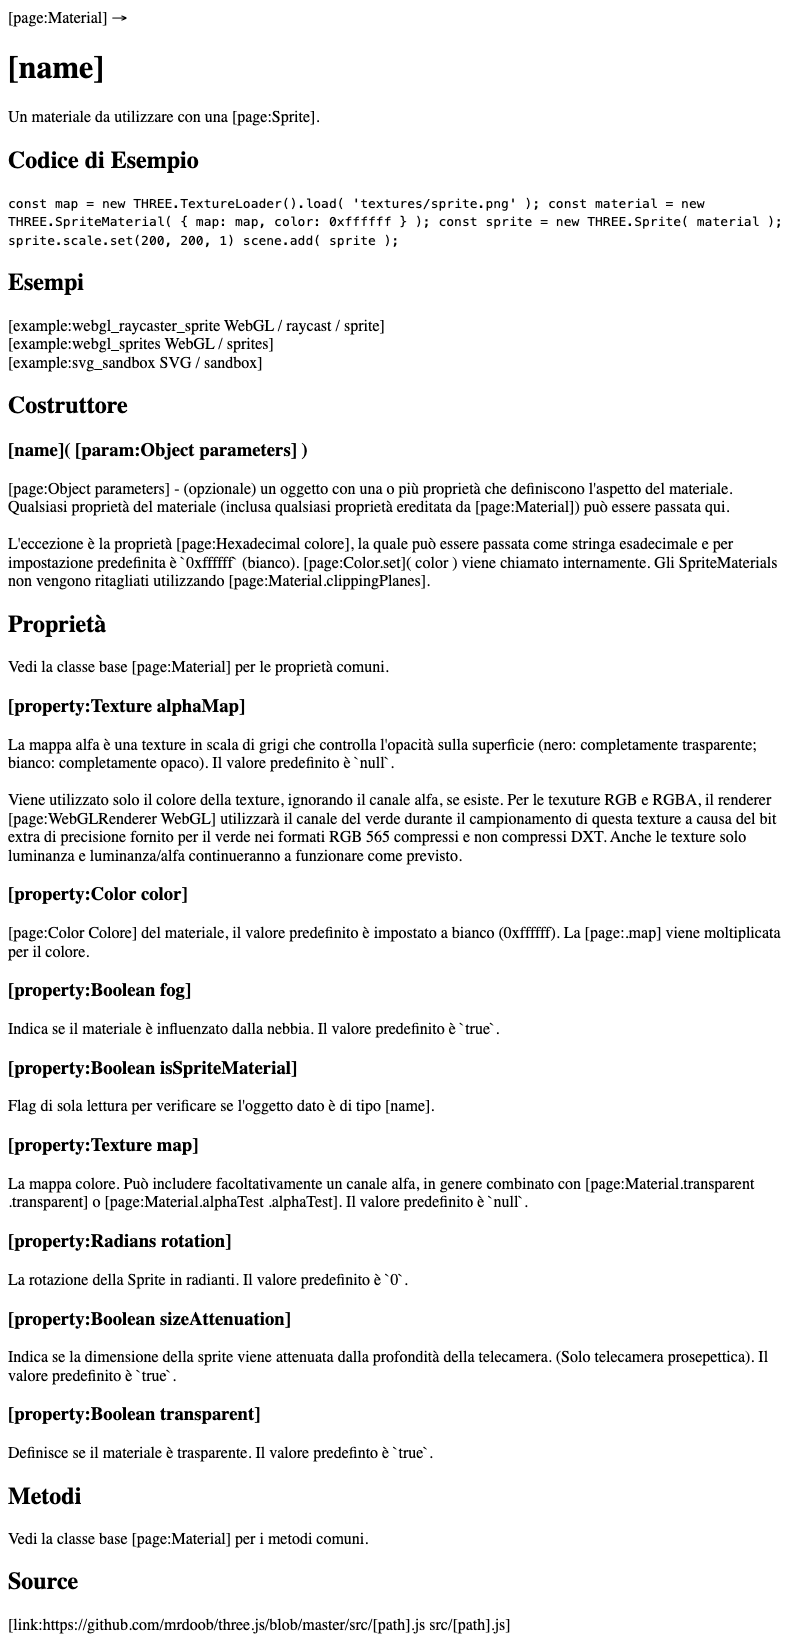 [page:Material] →
[name]
Un materiale da utilizzare con una [page:Sprite].
Codice di Esempio
const map = new THREE.TextureLoader().load( 'textures/sprite.png' ); const material = new
THREE.SpriteMaterial( { map: map, color: 0xffffff } ); const sprite = new THREE.Sprite( material );
sprite.scale.set(200, 200, 1) scene.add( sprite );
Esempi
[example:webgl_raycaster_sprite WebGL / raycast / sprite]
[example:webgl_sprites WebGL / sprites]
[example:svg_sandbox SVG / sandbox]
Costruttore
[name]( [param:Object parameters] )
[page:Object parameters] - (opzionale) un oggetto con una o più proprietà che definiscono l'aspetto del materiale.
Qualsiasi proprietà del materiale (inclusa qualsiasi proprietà ereditata da [page:Material]) può essere passata qui.
L'eccezione è la proprietà [page:Hexadecimal colore], la quale può essere passata come stringa esadecimale e per
impostazione predefinita è `0xffffff` (bianco). [page:Color.set]( color ) viene chiamato internamente. Gli SpriteMaterials
non vengono ritagliati utilizzando [page:Material.clippingPlanes].
Proprietà
Vedi la classe base [page:Material] per le proprietà comuni.
[property:Texture alphaMap]
La mappa alfa è una texture in scala di grigi che controlla l'opacità sulla superficie (nero: completamente trasparente;
bianco: completamente opaco). Il valore predefinito è `null`.
Viene utilizzato solo il colore della texture, ignorando il canale alfa, se esiste. Per le texuture RGB e RGBA, il renderer
[page:WebGLRenderer WebGL] utilizzarà il canale del verde durante il campionamento di questa texture a causa del bit
extra di precisione fornito per il verde nei formati RGB 565 compressi e non compressi DXT. Anche le texture solo
luminanza e luminanza/alfa continueranno a funzionare come previsto.
[property:Color color]
[page:Color Colore] del materiale, il valore predefinito è impostato a bianco (0xffffff). La [page:.map] viene moltiplicata
per il colore.
[property:Boolean fog]
Indica se il materiale è influenzato dalla nebbia. Il valore predefinito è `true`.
[property:Boolean isSpriteMaterial]
Flag di sola lettura per verificare se l'oggetto dato è di tipo [name].
[property:Texture map]
La mappa colore. Può includere facoltativamente un canale alfa, in genere combinato con [page:Material.transparent
.transparent] o [page:Material.alphaTest .alphaTest]. Il valore predefinito è `null`.
[property:Radians rotation]
La rotazione della Sprite in radianti. Il valore predefinito è `0`.
[property:Boolean sizeAttenuation]
Indica se la dimensione della sprite viene attenuata dalla profondità della telecamera. (Solo telecamera prosepettica). Il
valore predefinito è `true`.
[property:Boolean transparent]
Definisce se il materiale è trasparente. Il valore predefinto è `true`.
Metodi
Vedi la classe base [page:Material] per i metodi comuni.
Source
[link:https://github.com/mrdoob/three.js/blob/master/src/[path].js src/[path].js]